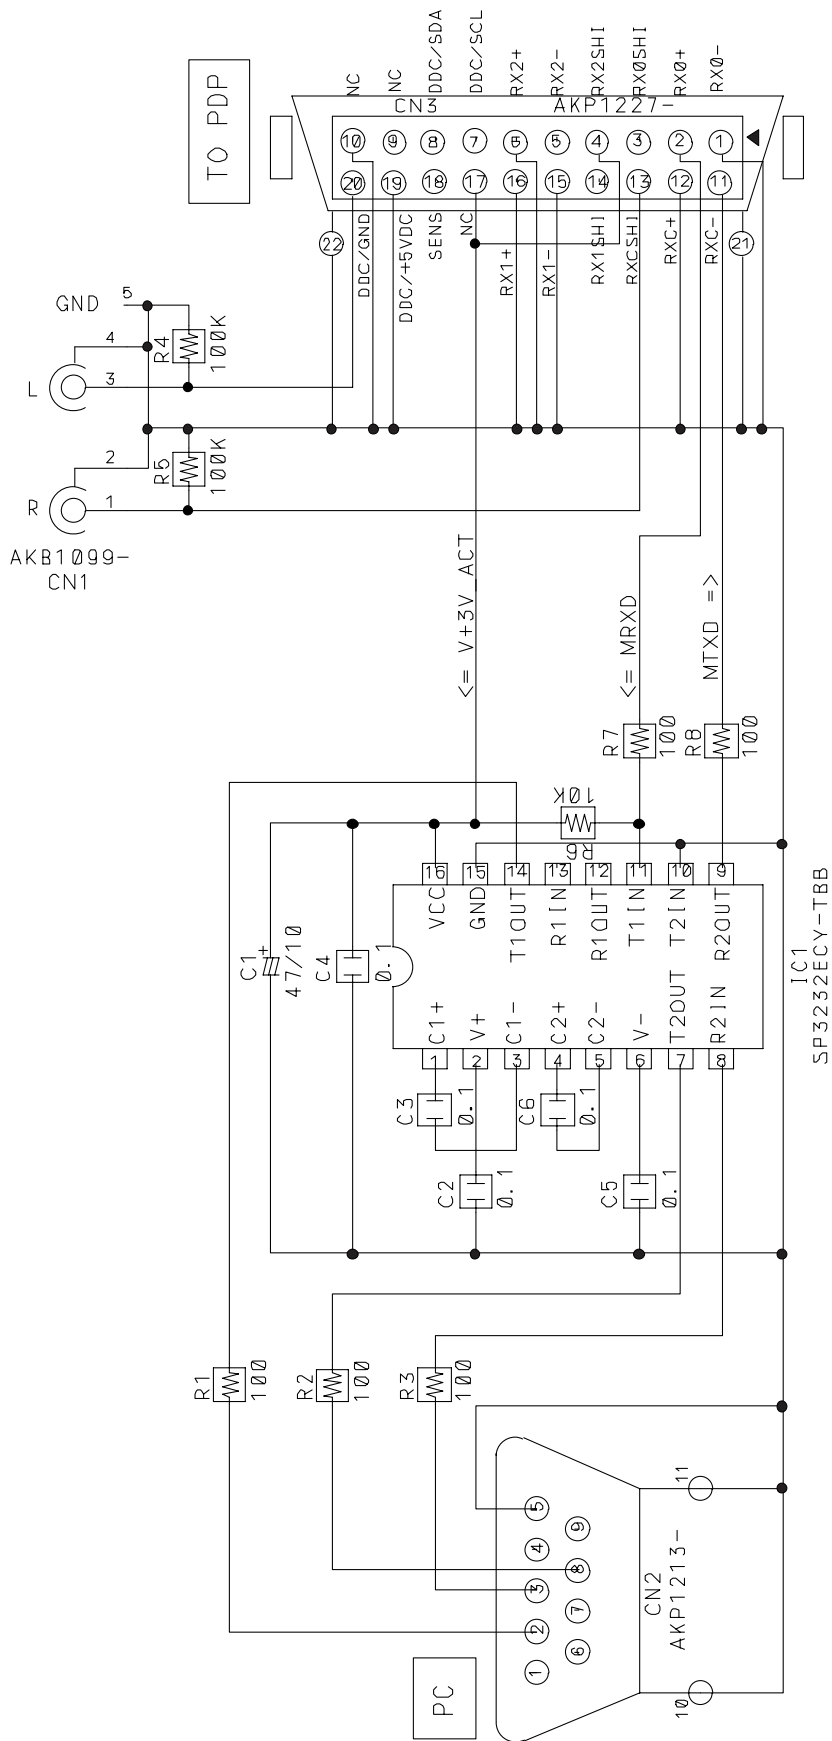 TO PDP
NC
NC
DDC/SDA
DDC/SCL
RX2+
RX2-
RX2SHI
RX0SHI
RX0+
RX0-
CN3
AKP1227-
10
9
8
7
6
5
4
3
2
1
20
19
18
17
16
15
14
13
12
11
22
DDC/GND
DDC/+5VDC
SENS
NC
RX1+
RX1-
RX1SHI
RXCSHI
RXC+
RXC-
21
GND
5
4
R4
100K
L
3
2
R5
100K
R
1
AKB1099-
CN1
<= V+3V_ACT
<= MRXD
MTXD =>
R7
100
R8
100
10K
R6
16
15
14
13
12
11
10
9
VCC
GND
T1OUT
R1IN
R1OUT
T1IN
T2IN
R2OUT
C1
+
47/10
C4
0.1
IC1
SP3232ECY-TBB
C1+
V+
C1-
C2+
C2-
V-
T2OUT
R2IN
1
2
3
4
5
6
7
8
C3
0.1
C6
0.1
C2
0.1
C5
0.1
R1
100
R2
100
R3
100
11
5
4
3
2
1
9
8
7
6
CN2
AKP1213-
10
PC